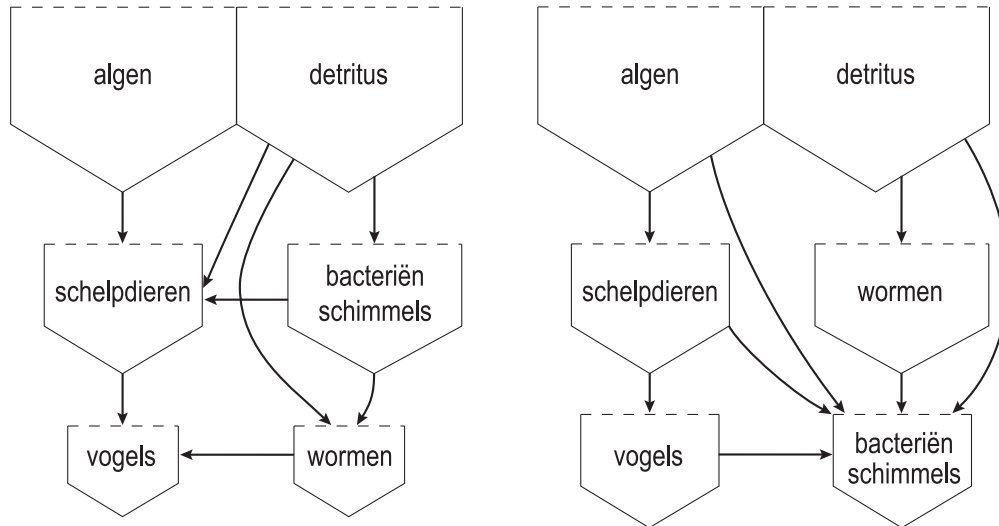 algen
detritus
schelpdieren
bacteriën
schimmels
vogels
wormen
algen
detritus
schelpdieren
wormen
vogels
bacteriën
schimmels